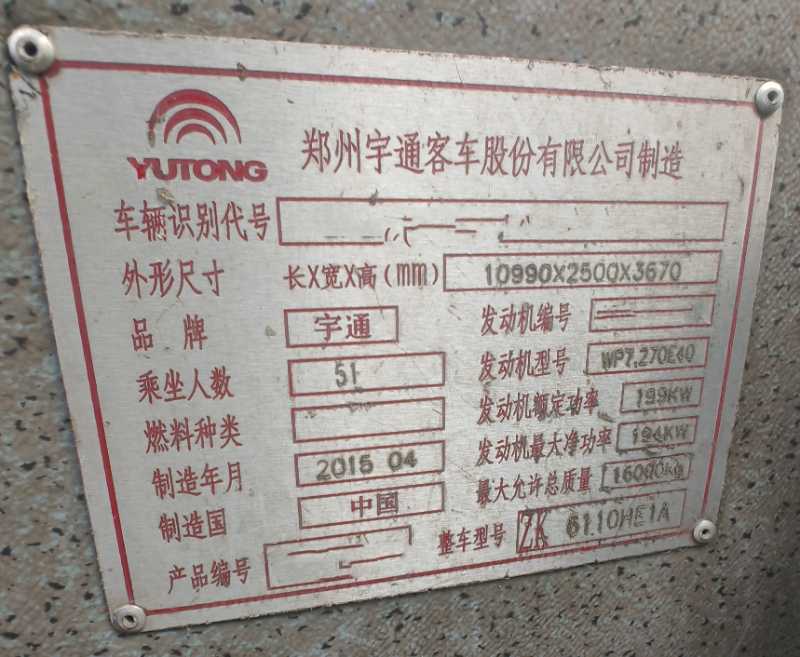 YUTONG
郑州宇通客车股份有限公司制造
车辆识别代号
外形尺寸 长X宽X高(mm) 10990X2500X3670
品牌 宇通
发动机编号
乘坐人数 51
发动机型号 WP7.270E40
燃料种类
发动机额定功率 199KW
制造年月 2015 04
发动机最大净功率 194KW
制造国 中国
最大允许总质量 16000kg
产品编号
整车型号 ZK 6110HE1A